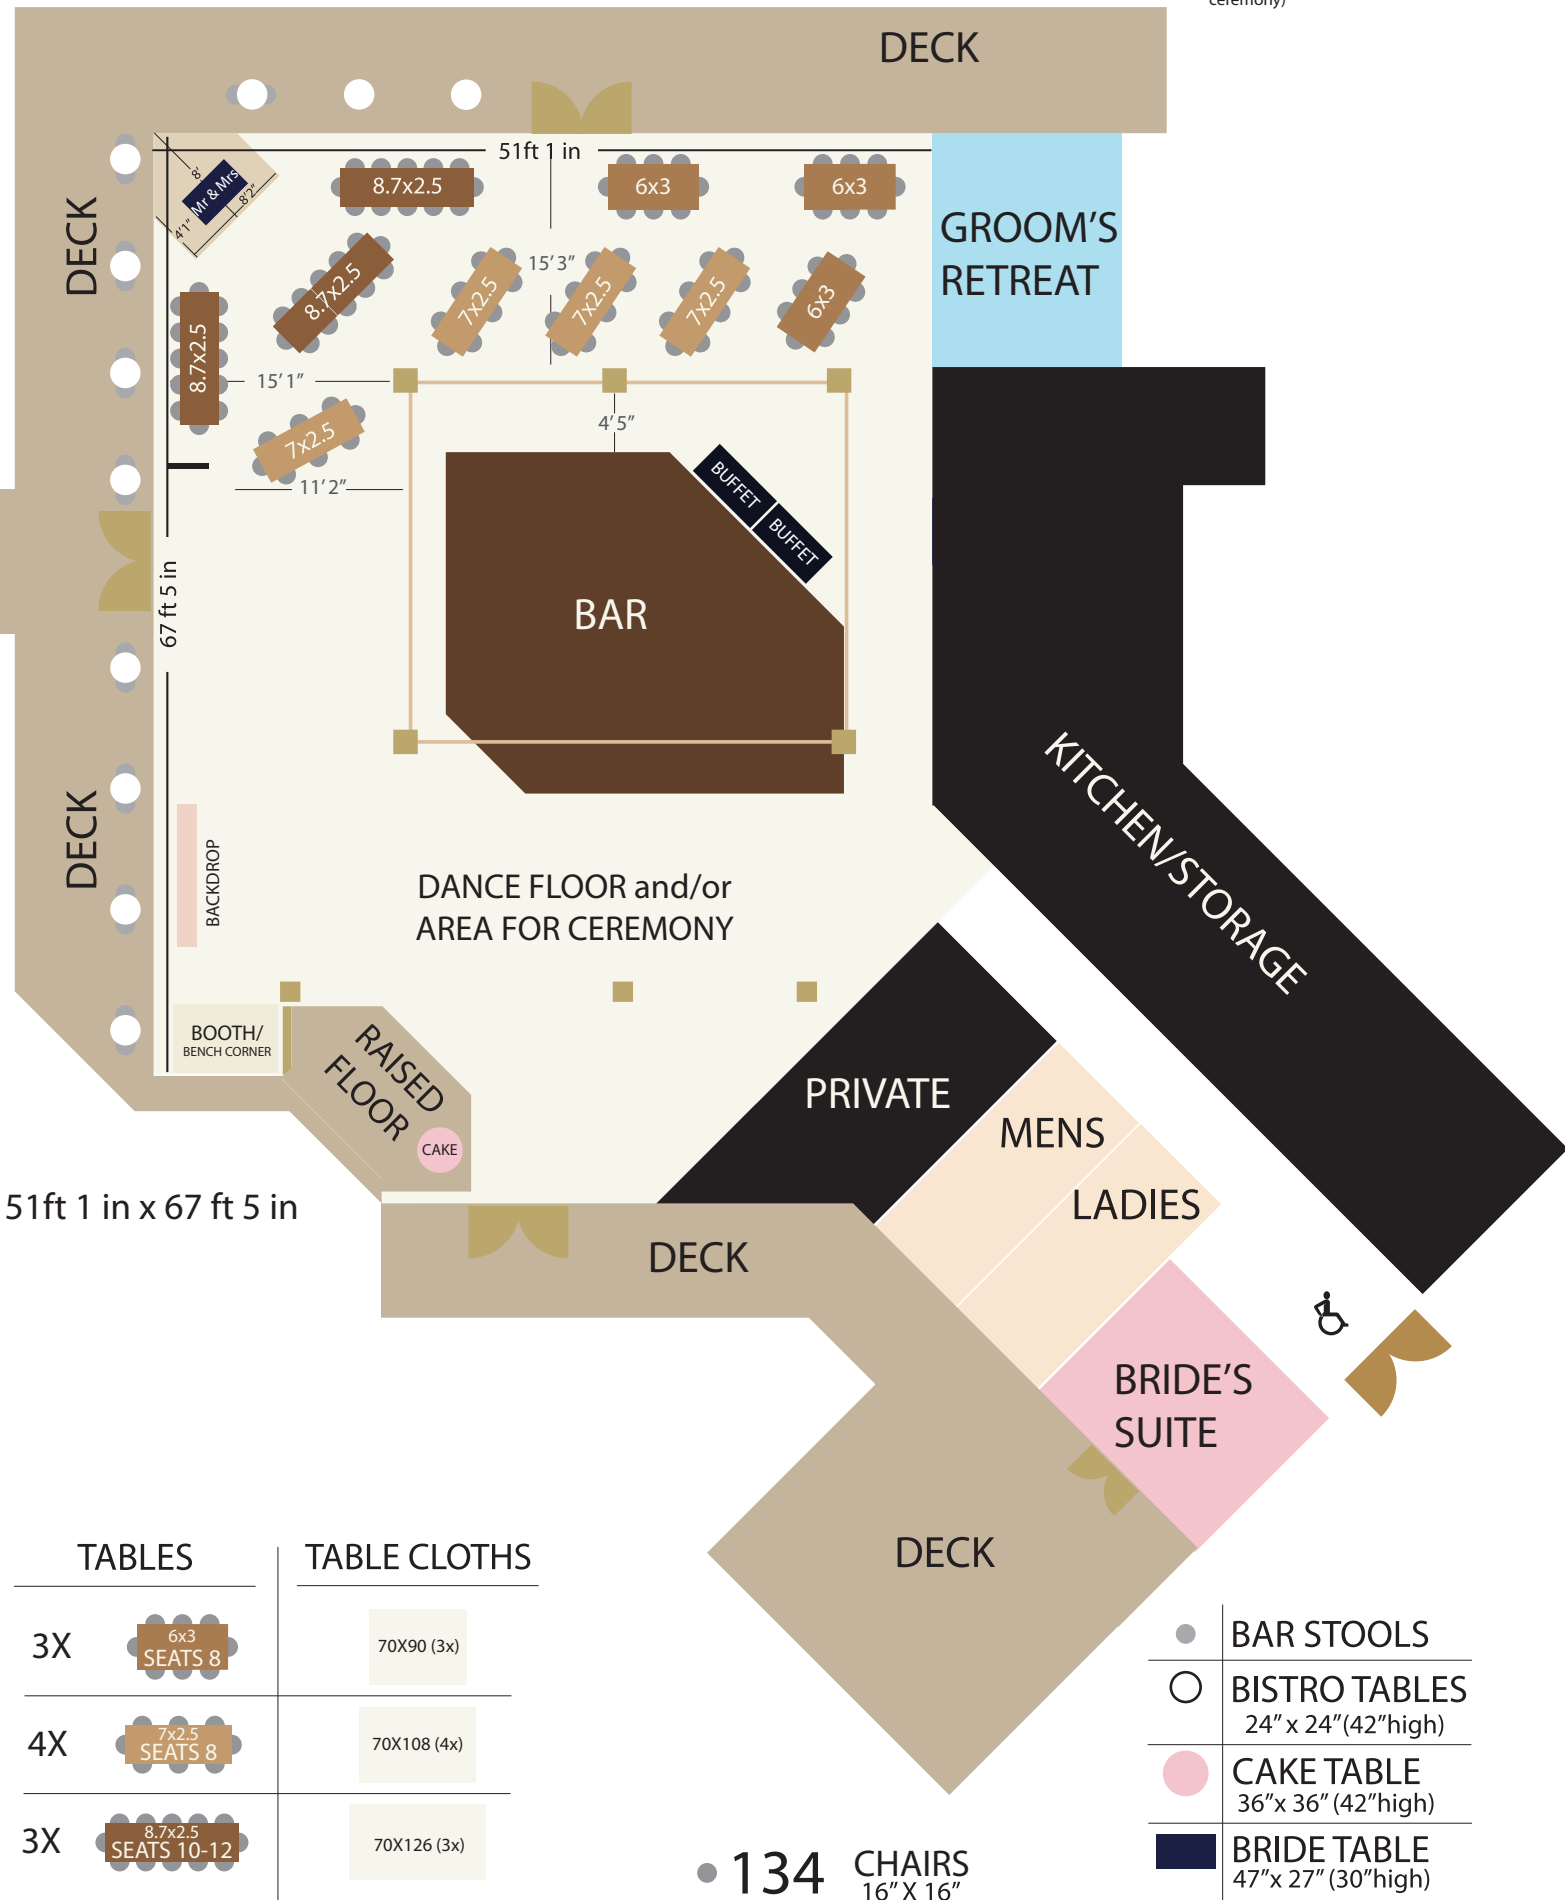 ceremony)
DECK
51ft 1 in
8'
Mr & Mrs
8'2"
4'1"
8.7x2.5
6x3
6x3
DECK
GROOM'S
RETREAT
15'3"
8.7x2.5
7x2.5
7x2.5
7x2.5
6x3
8.7x2.5
15'1"
4'5"
7x2.5
11'2"
BUFFET
BUFFET
BAR
67 ft 5 in
KITCHEN/STORAGE
DECK
BACKDROP
DANCE FLOOR and/or
AREA FOR CEREMONY
BOOTH/
BENCH CORNER
RAISED
FLOOR
CAKE
PRIVATE
MENS
LADIES
51ft 1 in x 67 ft 5 in
DECK
BRIDE'S
SUITE
DECK
TABLES
TABLE CLOTHS
3X
6x3
SEATS 8
70X90 (3x)
4X
7x2.5
SEATS 8
70X108 (4x)
3X
8.7x2.5
SEATS 10-12
70X126 (3x)
134 CHAIRS
16" X 16"
BAR STOOLS
BISTRO TABLES
24" x 24" (42"high)
CAKE TABLE
36"x 36" (42"high)
BRIDE TABLE
47"x 27" (30"high)